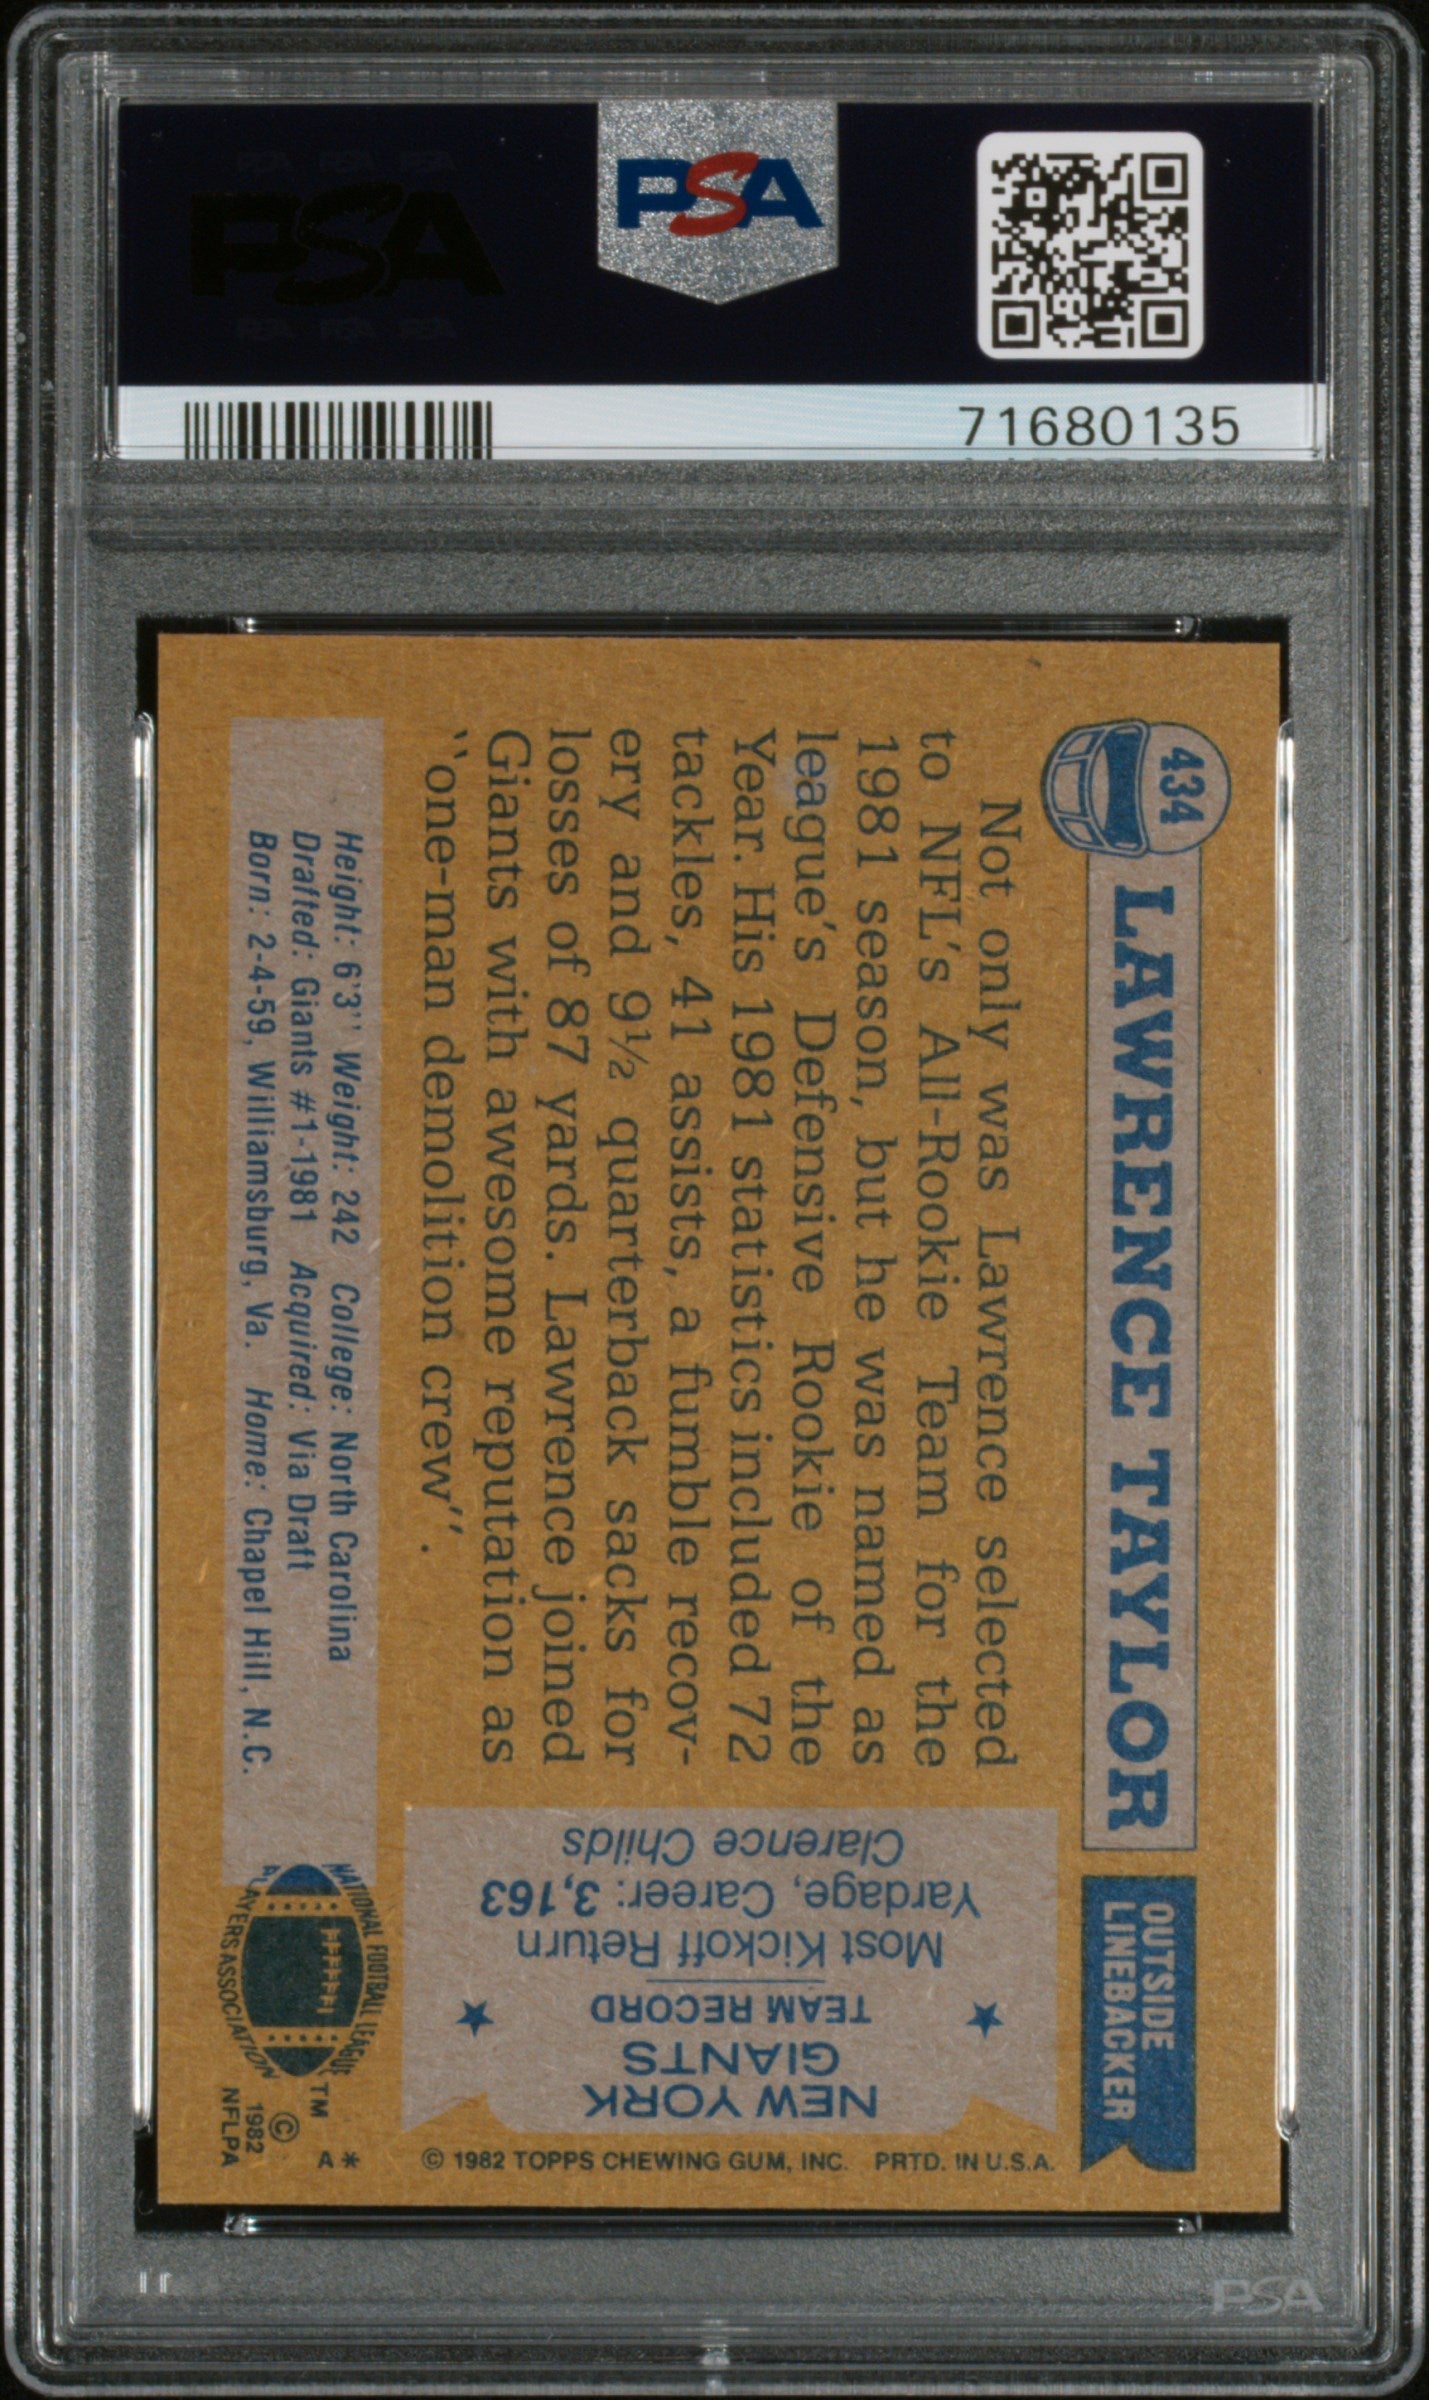 PSA
PSA PSA PSA
PSA
PSA PSA PSA
71680135
434
LAWRENCE TAYLOR
OUTSIDE
LINEBACKER
Not only was Lawrence selected
to NFL's All-Rookie Team for the
1981 season, but he was named as
league's Defensive Rookie of the
Year. His 1981 statistics included 72
tackles, 41 assists, a fumble recov-
ery and 9½ quarterback sacks for
losses of 87 yards. Lawrence joined
Giants with awesome reputation as
"one-man demolition crew".
Height: 6'3" Weight: 242 College: North Carolina
Drafted: Giants #1-1981 Acquired: Via Draft
Born: 2-4-59, Williamsburg, Va. Home: Chapel Hill, N.C.
NEW YORK
GIANTS
TEAM RECORD
Most Kickoff Return
Yardage, Career: 3,163
Clarence Childs
NATIONAL FOOTBALL LEAGUE
PLAYERS ASSOCIATION
TM
©
1982
NFLPA
A*
© 1982 TOPPS CHEWING GUM, INC. PRTD. IN U.S.A.
PSA